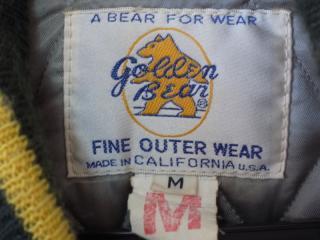 A BEAR FOR WEAR
Golden
Bear®
FINE OUTER WEAR
MADE IN CALIFORNIA U.S.A.
M
M